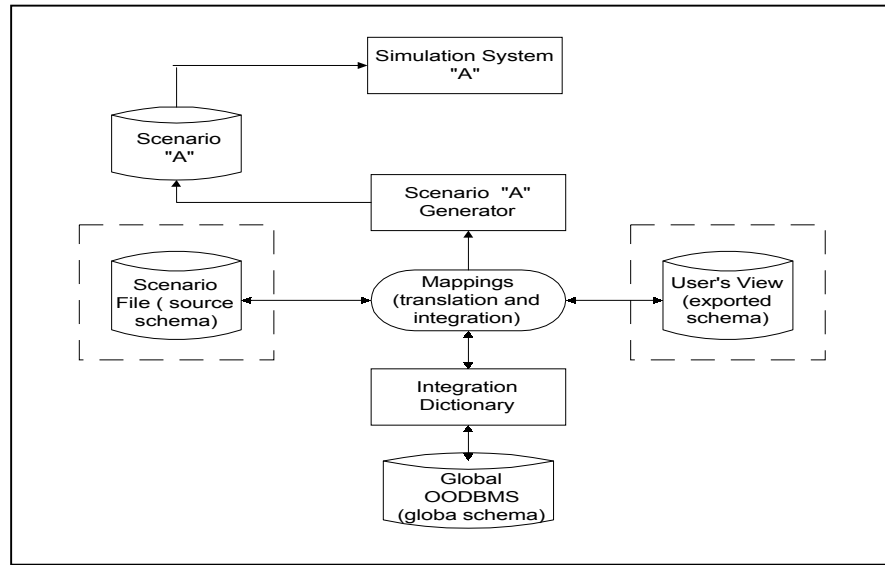 Simulation System
"A"
Scenario
"A"
Scenario "A"
Generator
Scenario
File ( source
schema)
Mappings
(translation and
integration)
User's View
(exported
schema)
Integration
Dictionary
Global
OODBMS
(globa schema)